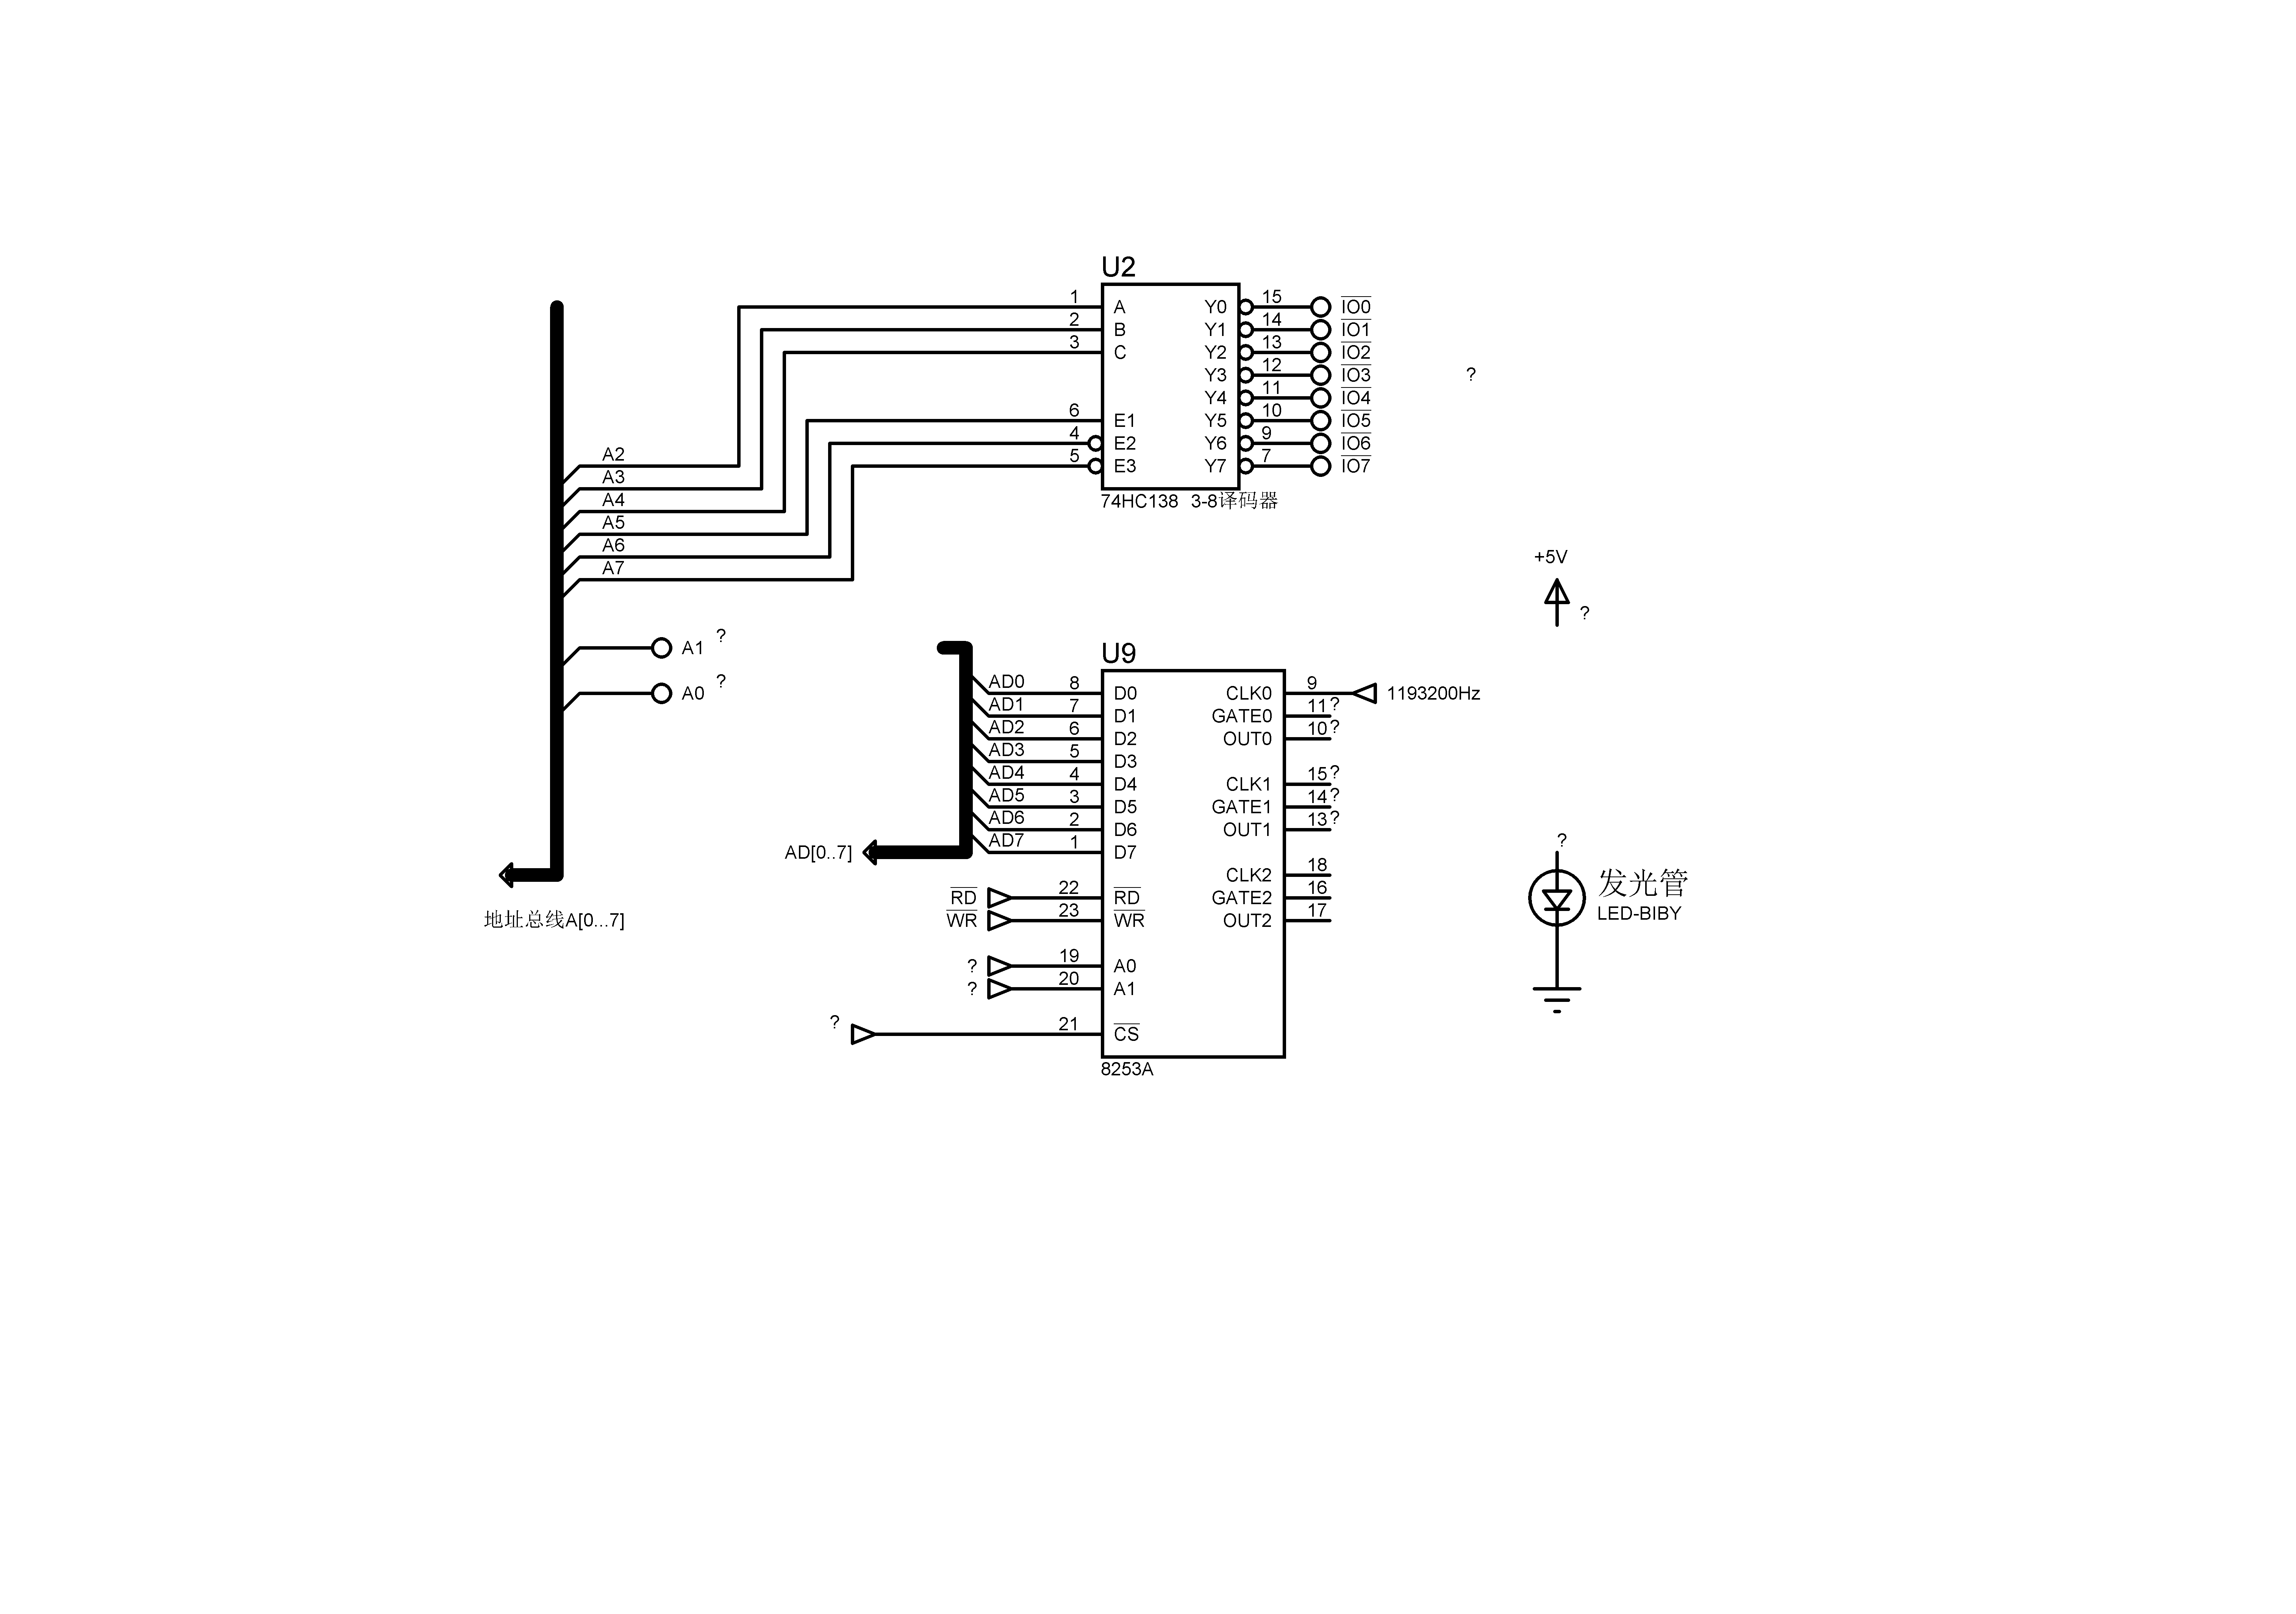 U2
1 A Y0 15 IO0
2 B Y1 14 IO1
3 C Y2 13 IO2
Y3 12 IO3 ?
Y4 11 IO4
6 E1 Y5 10 IO5
4 E2 Y6 9 IO6
5 E3 Y7 7 IO7
74HC138 3-8译码器
A2
A3
A4
A5
A6
A7
+5V
?
A1 ?
A0 ?
U9
AD0 8 D0 CLK0 9 1193200Hz
AD1 7 D1 GATE0 11 ?
AD2 6 D2 OUT0 10 ?
AD3 5 D3
AD4 4 D4 CLK1 15 ?
AD5 3 D5 GATE1 14 ?
AD6 2 D6 OUT1 13 ?
AD7 1 D7
AD[0..7]
CLK2 18
RD 22 RD GATE2 16
WR 23 WR OUT2 17
? 19 A0
? 20 A1
? 21 CS
8253A
地址总线A[0...7]
?
发光管
LED-BIBY